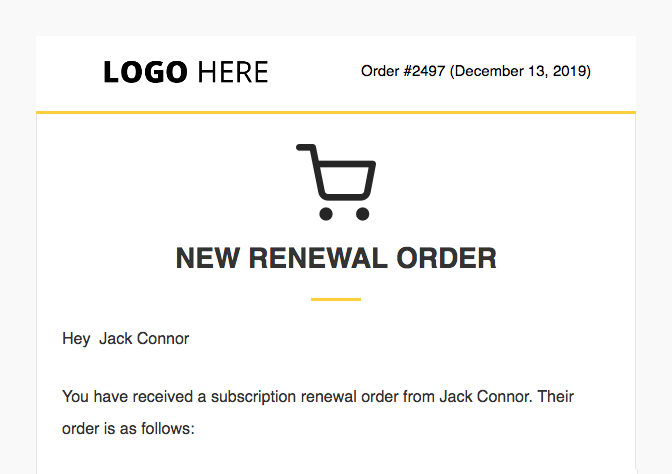 LOGO HERE
Order #2497 (December 13, 2019)
NEW RENEWAL ORDER
Hey  Jack Connor
You have received a subscription renewal order from Jack Connor. Their
order is as follows: